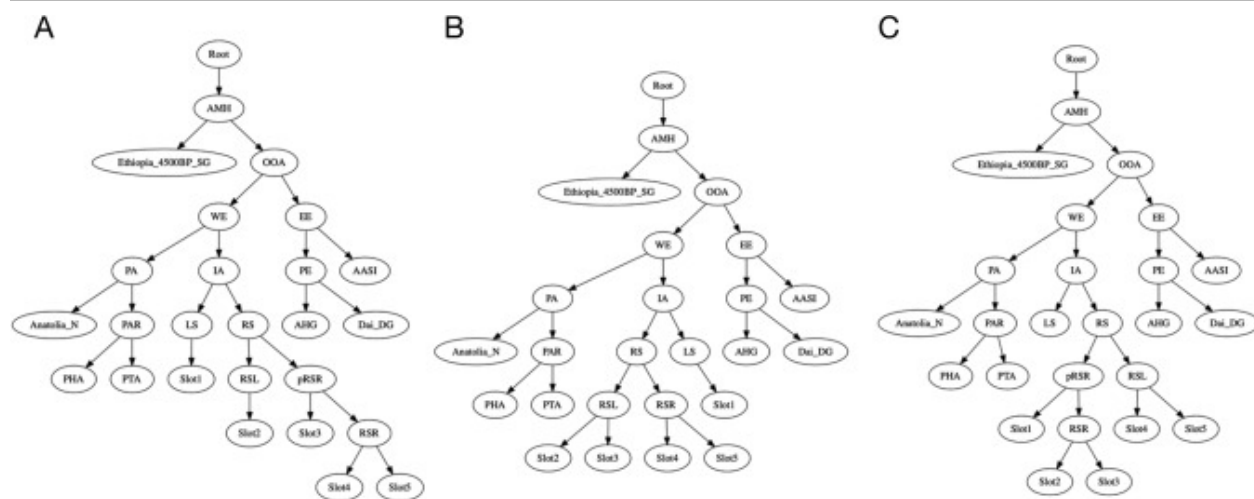 A
Root
AMH
Ethiopia_4500BP_SG
OOA
WE
EE
PA
IA
PE
AASI
Anatolia_N
PAR
LS
RS
AHG
Dai_DG
PHA
PTA
Slot1
RSL
pRSR
Slot2
Slot3
RSR
Slot4
Slot5
B
Root
AMH
Ethiopia_4500BP_SG
OOA
WE
EE
PA
IA
PE
AASI
Anatolia_N
PAR
RS
LS
AHG
Dai_DG
PHA
PTA
RSL
RSR
Slot1
Slot2
Slot3
Slot4
Slot5
C
Root
AMH
Ethiopia_4500BP_SG
OOA
WE
EE
PA
IA
PE
AASI
Anatolia_N
PAR
LS
RS
AHG
Dai_DG
PHA
PTA
pRSR
RSL
Slot1
RSR
Slot4
Slot5
Slot2
Slot3